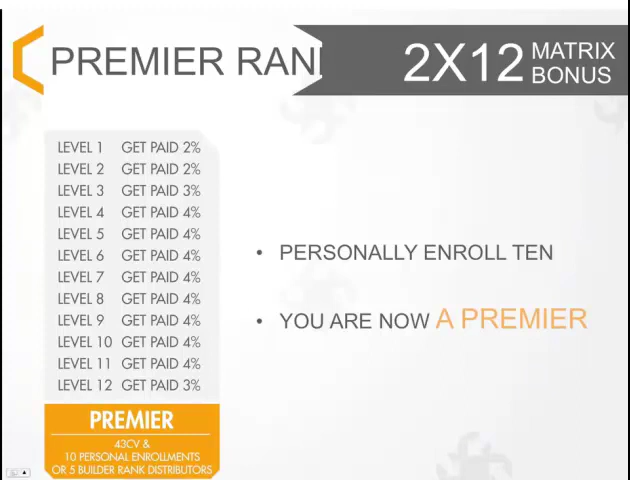 PREMIER RAN
2X12 MATRIX BONUS
LEVEL 1 GET PAID 2%
LEVEL 2 GET PAID 2%
LEVEL 3 GET PAID 3%
LEVEL 4 GET PAID 4%
LEVEL 5 GET PAID 4%
LEVEL 6 GET PAID 4%
LEVEL 7 GET PAID 4%
LEVEL 8 GET PAID 4%
LEVEL 9 GET PAID 4%
LEVEL 10 GET PAID 4%
LEVEL 11 GET PAID 4%
LEVEL 12 GET PAID 3%
PREMIER
43CV &
10 PERSONAL ENROLLMENTS
OR 5 BUILDER RANK DISTRIBUTORS
• PERSONALLY ENROLL TEN
• YOU ARE NOW A PREMIER